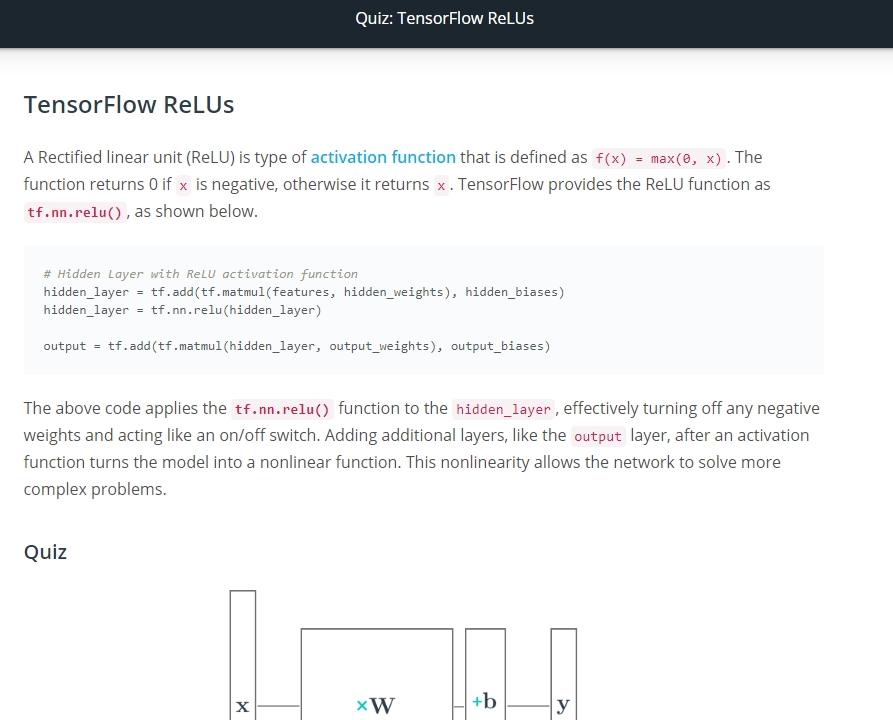 Quiz: TensorFlow ReLUs
TensorFlow ReLUs
A Rectified linear unit (ReLU) is type of activation function that is defined as f(x) = max(0, x). The
function returns 0 if x is negative, otherwise it returns x. TensorFlow provides the ReLU function as
tf.nn.relu(), as shown below.
# Hidden Layer with ReLU activation function
hidden_layer = tf.add(tf.matmul(features, hidden_weights), hidden_biases)
hidden_layer = tf.nn.relu(hidden_layer)
output = tf.add(tf.matmul(hidden_layer, output_weights), output_biases)
The above code applies the tf.nn.relu() function to the hidden_layer, effectively turning off any negative
weights and acting like an on/off switch. Adding additional layers, like the output layer, after an activation
function turns the model into a nonlinear function. This nonlinearity allows the network to solve more
complex problems.
Quiz
x ×W +b y